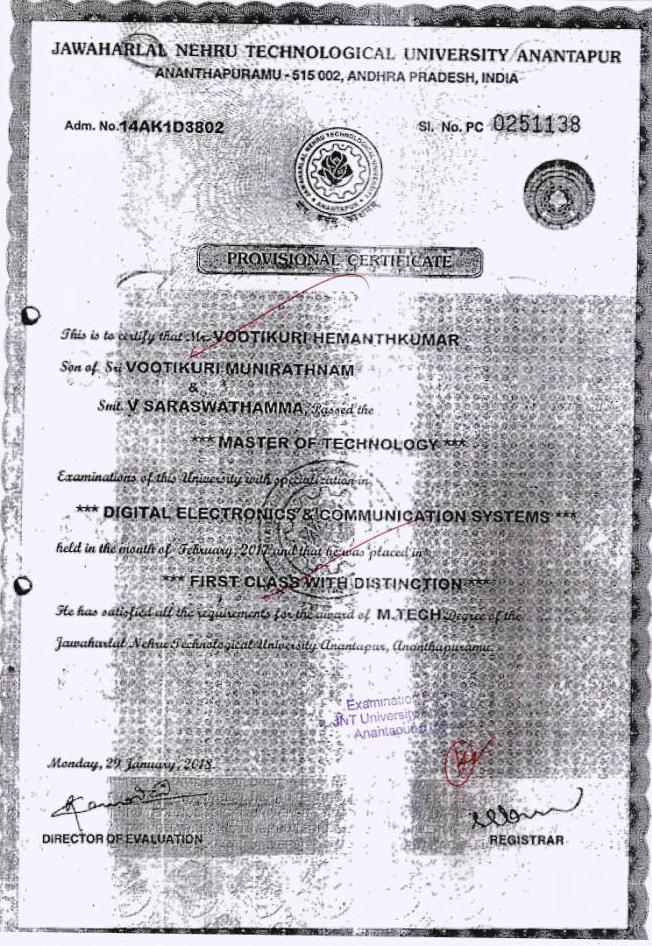 JAWAHARLAL NEHRU TECHNOLOGICAL UNIVERSITY ANANTAPUR
ANANTHAPURAMU - 515 002, ANDHRA PRADESH, INDIA
Adm. No. 14AK1D3802
Sl. No. PC 0251138
JAWAHARLAL NEHRU TECHNOLOGICAL UNIVERSITY
ANANTAPUR
PROVISIONAL CERTIFICATE
This is to certify that Mr. VOOTIKURI HEMANTHKUMAR
Son of Sri VOOTIKURI MUNIRATHNAM
&
Smt. V SARASWATHAMMA, Passed the
*** MASTER OF TECHNOLOGY ***
Examinations of this University with specialization in
*** DIGITAL ELECTRONICS & COMMUNICATION SYSTEMS ***
held in the month of February, 2017 and that he was placed in
*** FIRST CLASS WITH DISTINCTION ***
He has satisfied all the requirements for the award of M.TECH Degree of the
Jawaharlal Nehru Technological University Anantapur, Ananthapuramu.
Examination
JNT University
Anantapur
Monday, 29 January, 2018
DIRECTOR OF EVALUATION
REGISTRAR